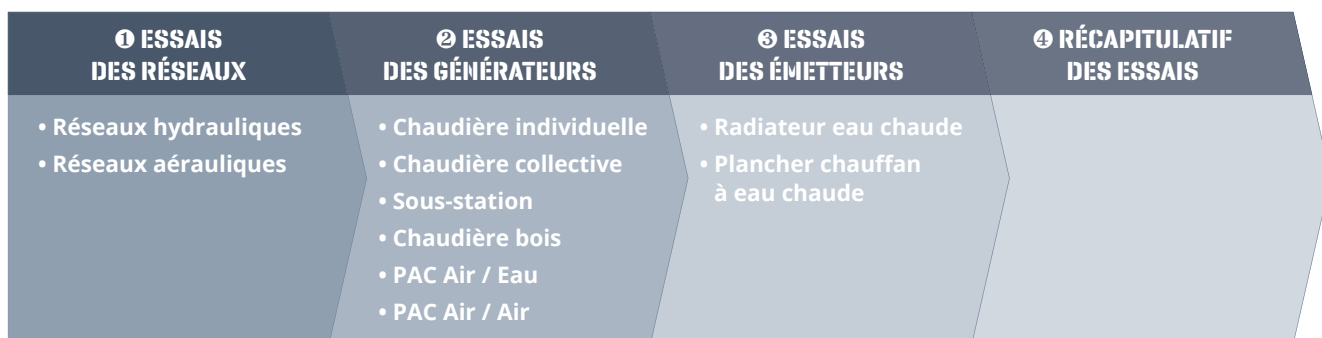 ❶ ESSAIS
DES RÉSEAUX
• Réseaux hydrauliques
• Réseaux aérauliques
❷ ESSAIS
DES GÉNÉRATEURS
• Chaudière individuelle
• Chaudière collective
• Sous-station
• Chaudière bois
• PAC Air / Eau
• PAC Air / Air
❸ ESSAIS
DES ÉMETTEURS
• Radiateur eau chaude
• Plancher chauffan
à eau chaude
❹ RÉCAPITULATIF
DES ESSAIS